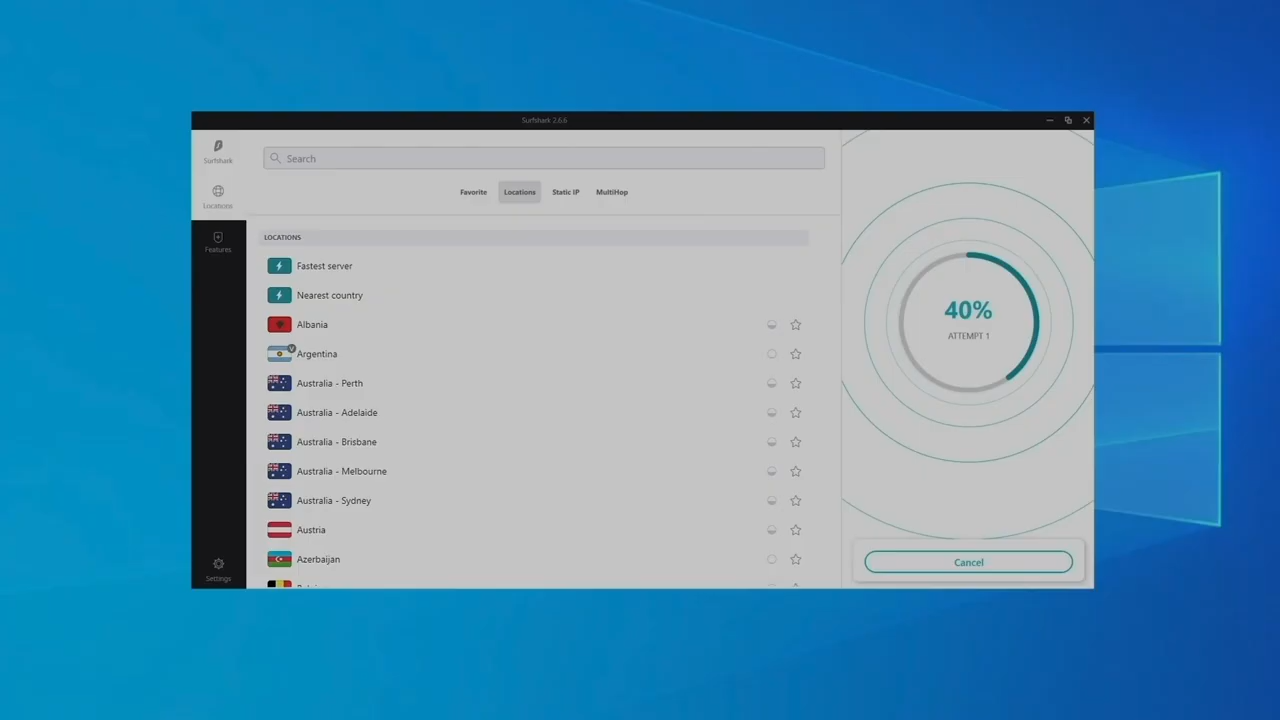 Surfshark 2.6.6
Surfshark
Search
Locations
Favorite Locations Static IP MultiHop
Features
LOCATIONS
Fastest server
Nearest country
Albania
V
Argentina
Australia - Perth
Australia - Adelaide
Australia - Brisbane
Australia - Melbourne
Australia - Sydney
Austria
Azerbaijan
Settings
40%
ATTEMPT 1
Cancel